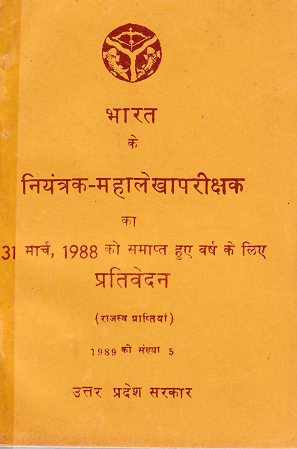 भारत
के
नियंत्रक-महालेखापरीक्षक
का
31 मार्च, 1988 को समाप्त हुए वर्ष के लिए
प्रतिवेदन
(राजस्व प्राप्तियां)
1989 की संख्या 5
उत्तर प्रदेश सरकार